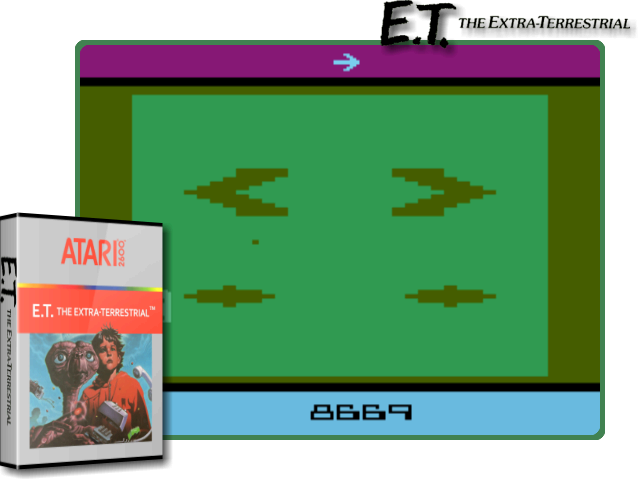 E.T. THE EXTRA-TERRESTRIAL
8669
ATARI 2600
E.T. THE EXTRA-TERRESTRIAL™
E.T. THE EXTRA-TERRESTRIAL